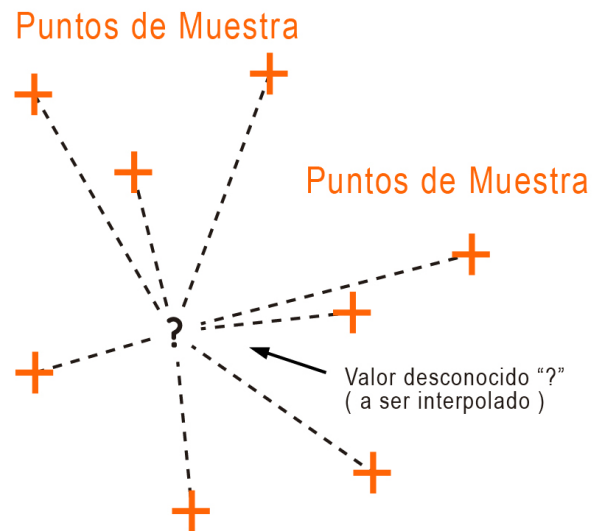 Puntos de Muestra
Puntos de Muestra
?
Valor desconocido “?”
( a ser interpolado )